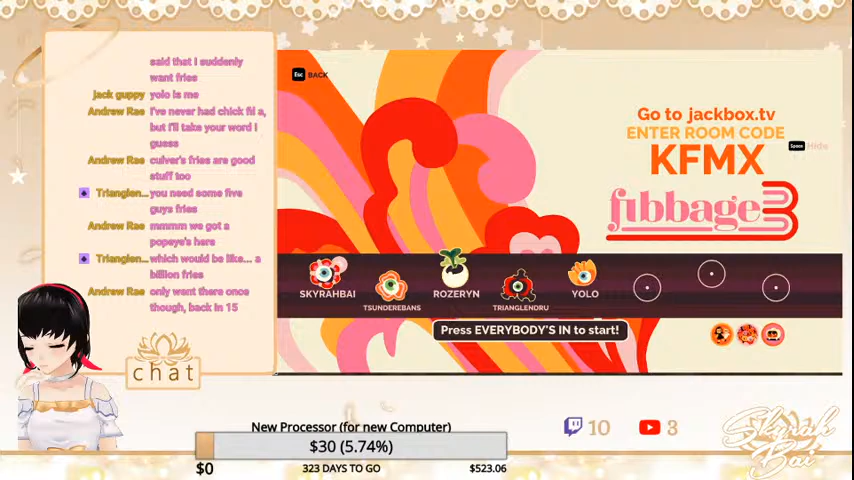 said that I suddenly
want fries
Jack guppy yolo is me
Andrew Rae I've never had chick fil a,
but I'll take your word I
guess
Andrew Rae culver's fries are good
stuff too
Trianglen... you need some five
guys fries
Andrew Rae mmmm we got a
popeye's here
Trianglen... which would be like... a
billion fries
Andrew Rae only want there once
though, back in 15
chat
Esc BACK
Go to jackbox.tv
ENTER ROOM CODE
KFMX
Space Hide
fibbage 3
SKYRAHBAI
TSUNDEREBANS
ROZERYN
TRIANGLENDRU
YOLO
Press EVERYBODY'S IN to start!
New Processor (for new Computer)
$30 (5.74%)
$0
323 DAYS TO GO
$523.06
10
3
Skyrah
Bai